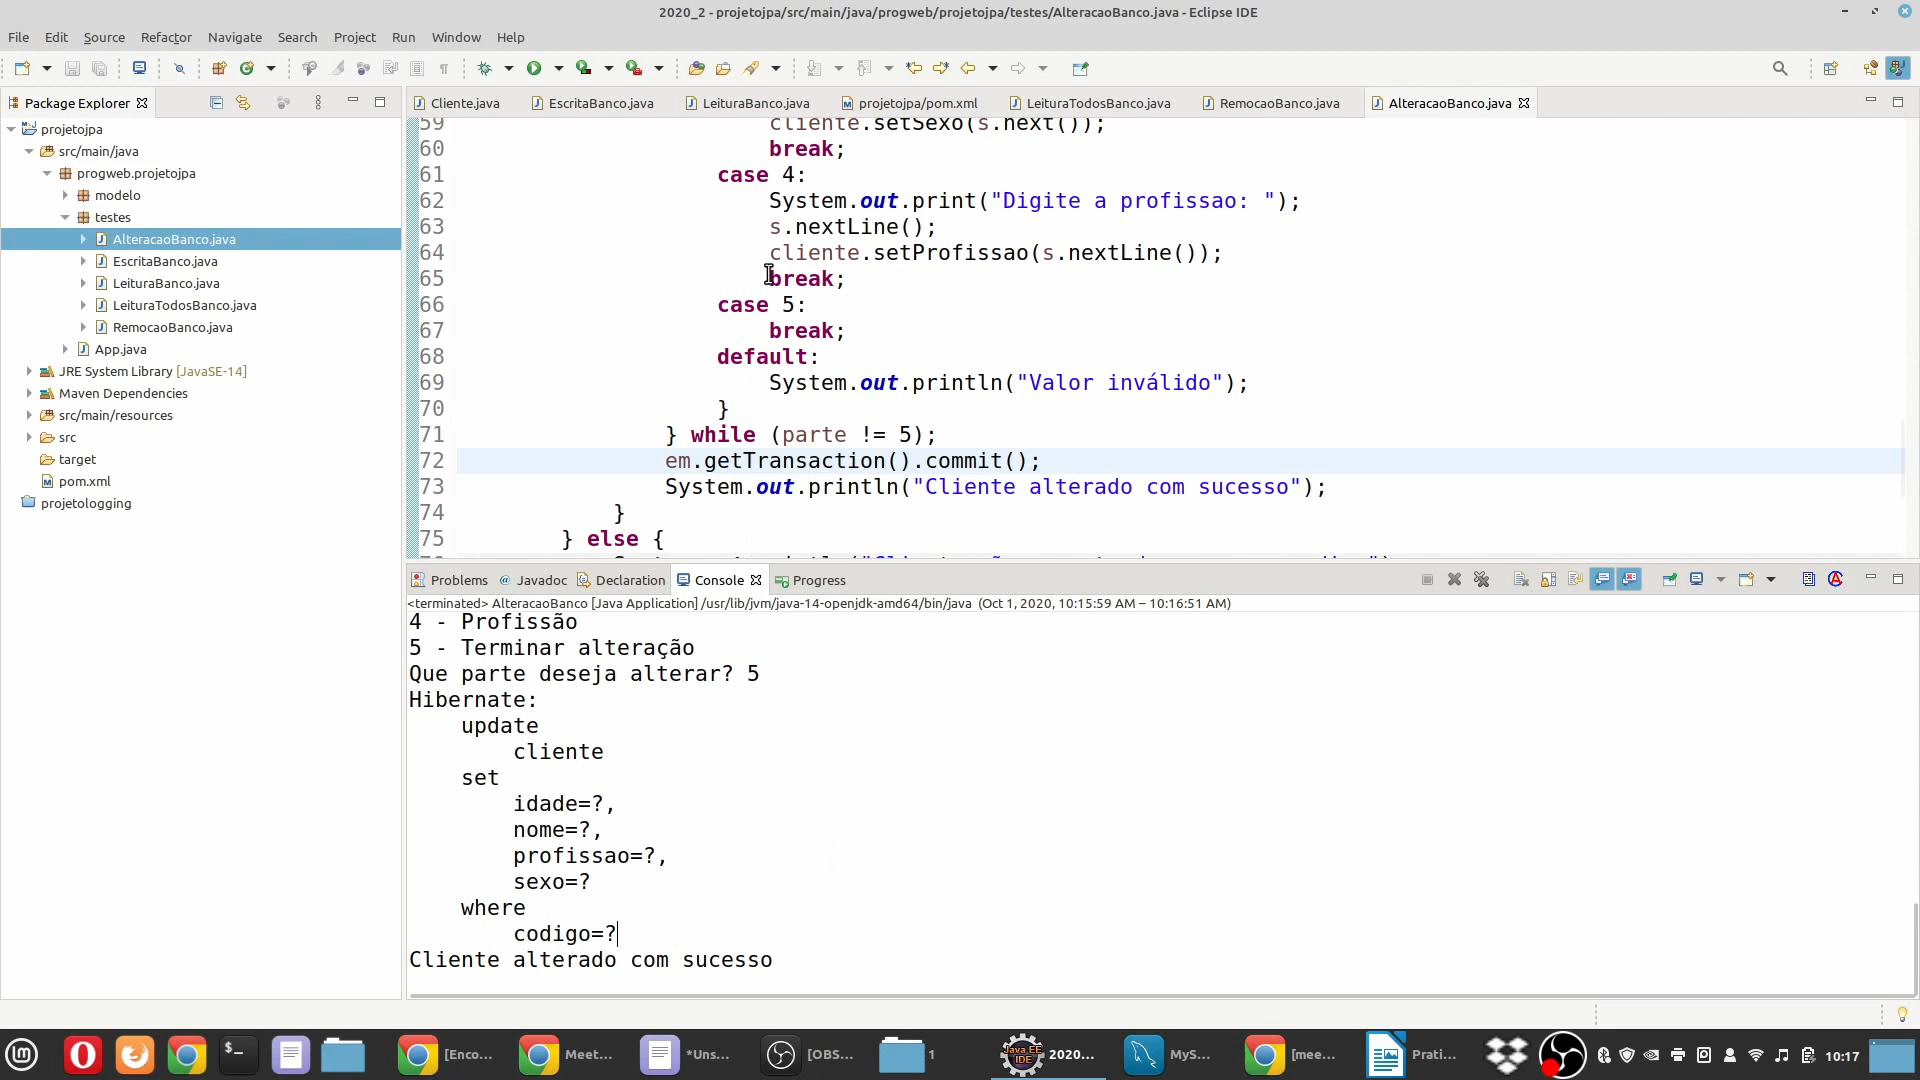 2020_2 - projetojpa/src/main/java/progweb/projetojpa/testes/AlteracaoBanco.java - Eclipse IDE
File Edit Source Refactor Navigate Search Project Run Window Help
Package Explorer
projetojpa
src/main/java
progweb.projetojpa
modelo
testes
AlteracaoBanco.java
EscritaBanco.java
LeituraBanco.java
LeituraTodosBanco.java
RemocaoBanco.java
App.java
JRE System Library [JavaSE-14]
Maven Dependencies
src/main/resources
src
target
pom.xml
projetologging
Cliente.java EscritaBanco.java LeituraBanco.java projetojpa/pom.xml LeituraTodosBanco.java RemocaoBanco.java AlteracaoBanco.java
59 cliente.setSexo(s.next());
60 break;
61 case 4:
62 System.out.print("Digite a profissao: ");
63 s.nextLine();
64 cliente.setProfissao(s.nextLine());
65 break;
66 case 5:
67 break;
68 default:
69 System.out.println("Valor inválido");
70 }
71 } while (parte != 5);
72 em.getTransaction().commit();
73 System.out.println("Cliente alterado com sucesso");
74 }
75 } else {
Problems Javadoc Declaration Console Progress
<terminated> AlteracaoBanco [Java Application] /usr/lib/jvm/java-14-openjdk-amd64/bin/java (Oct 1, 2020, 10:15:59 AM – 10:16:51 AM)
4 - Profissão
5 - Terminar alteração
Que parte deseja alterar? 5
Hibernate:
update
cliente
set
idade=?,
nome=?,
profissao=?,
sexo=?
where
codigo=?
Cliente alterado com sucesso
[Enco... Meet... *Uns... [OBS... 1 2020... MyS... [mee... Prati... 10:17